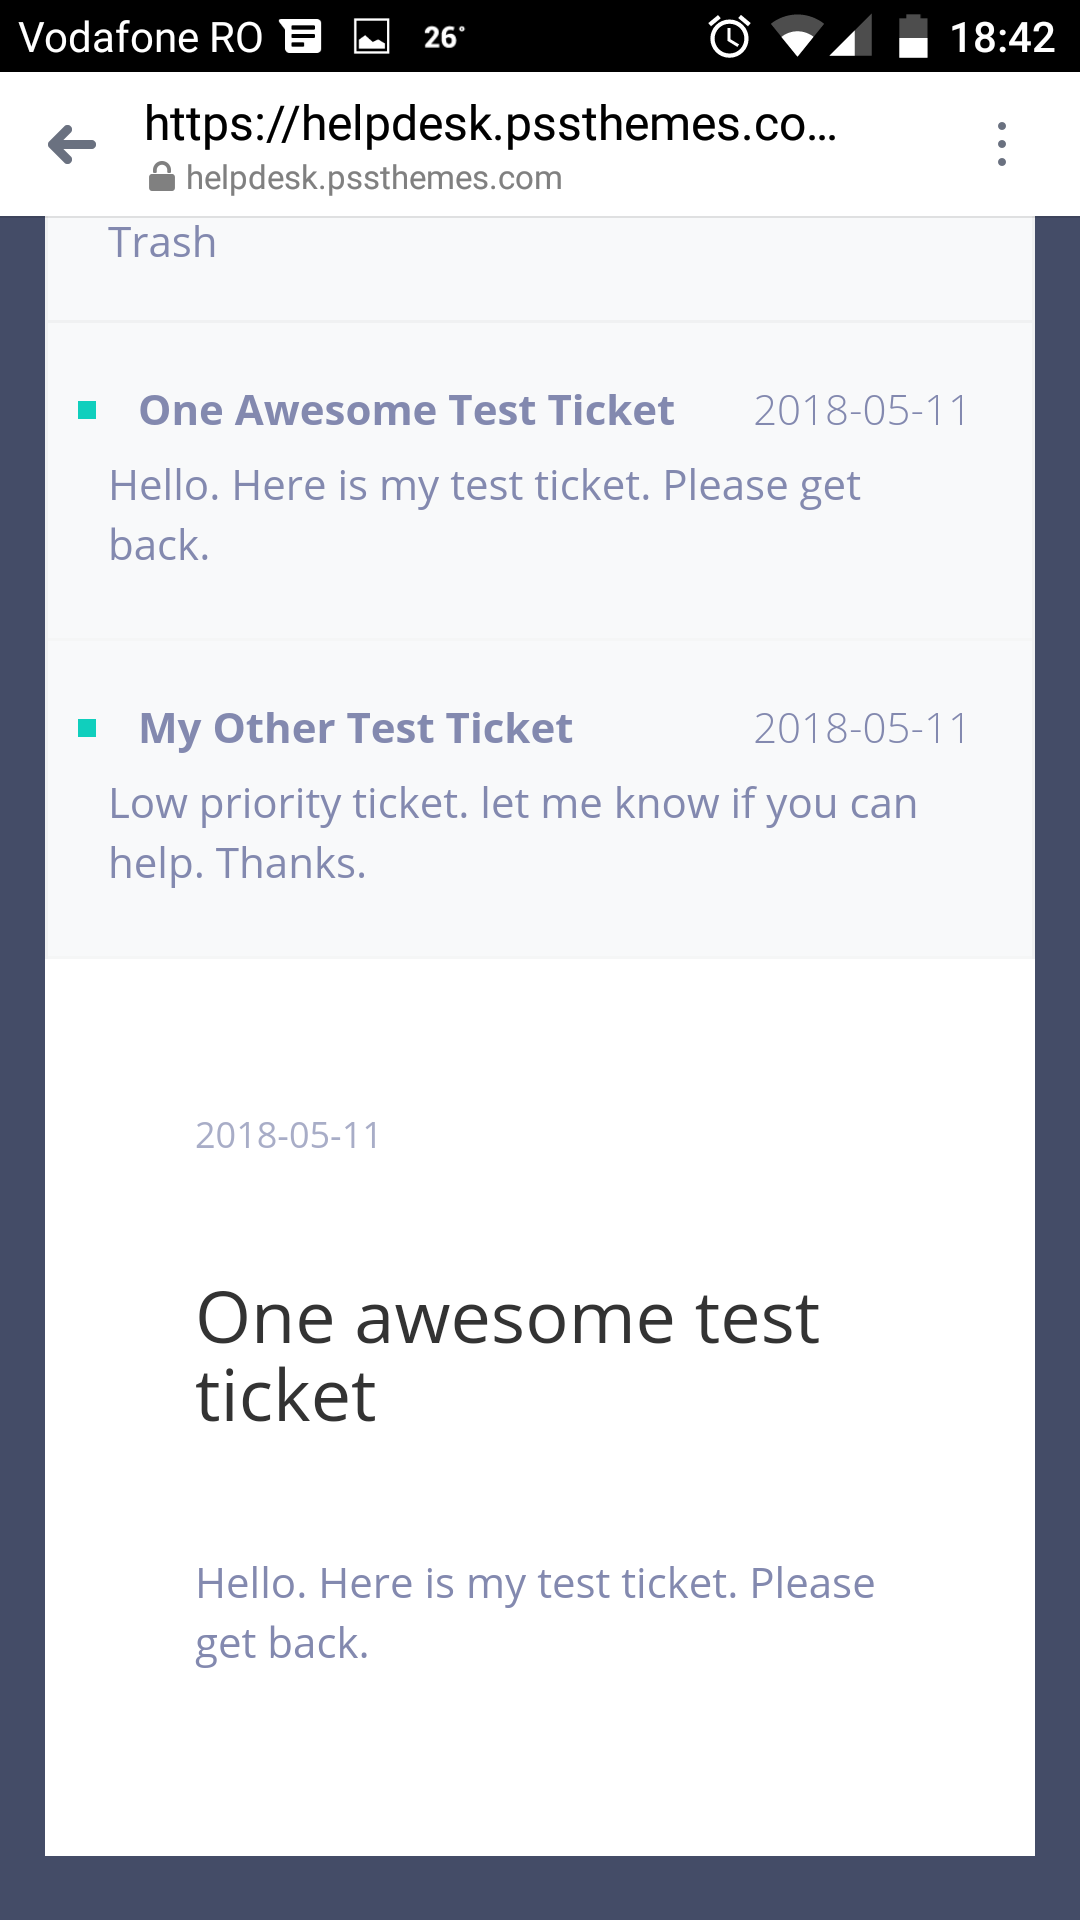 Vodafone RO 26° 18:42
https://helpdesk.pssthemes.co...
helpdesk.pssthemes.com
Trash
One Awesome Test Ticket 2018-05-11
Hello. Here is my test ticket. Please get
back.
My Other Test Ticket 2018-05-11
Low priority ticket. let me know if you can
help. Thanks.
2018-05-11
One awesome test
ticket
Hello. Here is my test ticket. Please
get back.